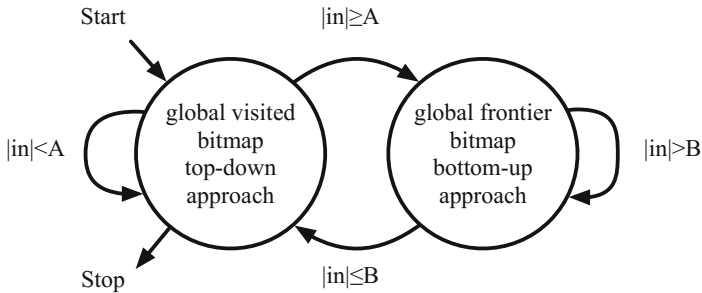 Start
|in|≥A
global visited
bitmap
top-down
approach
global frontier
bitmap
bottom-up
approach
|in|<A
|in|>B
Stop
|in|≤B